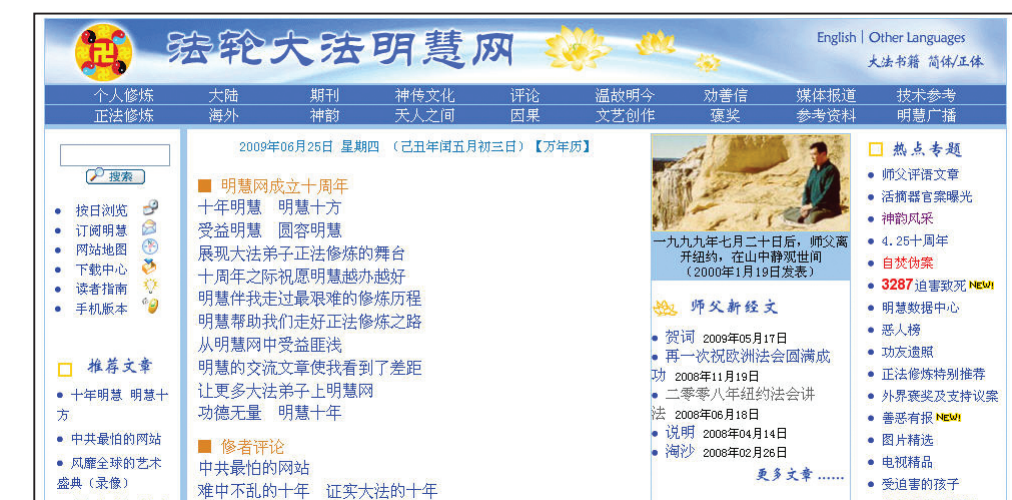 法轮大法明慧网
English | Other Languages
大法书籍 简体/正体
个人修炼 大陆 期刊 神传文化 评论 温故明今 劝善信 媒体报道 技术参考
正法修炼 海外 神韵 天人之间 因果 文艺创作 褒奖 参考资料 明慧广播
搜索
按日浏览
订阅明慧
网站地图
下载中心
读者指南
手机版本
推荐文章
十年明慧 明慧十
方
中共最怕的网站
风靡全球的艺术
盛典（录像）
2009年06月25日 星期四 （己丑年闰五月初三日）【万年历】
明慧网成立十周年
十年明慧 明慧十方
受益明慧 圆容明慧
展现大法弟子正法修炼的舞台
十周年之际祝愿明慧越办越好
明慧伴我走过最艰难的修炼历程
明慧帮助我们走好正法修炼之路
从明慧网中受益匪浅
明慧的交流文章使我看到了差距
让更多大法弟子上明慧网
功德无量 明慧十年
修者评论
中共最怕的网站
难中不乱的十年 证实大法的十年
一九九九年七月二十日后，师父离
开纽约，在山中静观世间
（2000年1月19日发表）
师父新经文
贺词 2009年05月17日
再一次祝欧洲法会圆满成
功 2008年11月19日
二零零八年纽约法会讲
法 2008年06月18日
说明 2008年04月14日
淘沙 2008年02月26日
更多文章 ……
热点专题
师父评语文章
活摘器官案曝光
神韵风采
4.25十周年
自焚伪案
3287迫害致死 NEW!
明慧数据中心
恶人榜
功友遗照
正法修炼特别推荐
外界褒奖及支持议案
善恶有报 NEW!
图片精选
电视精品
受迫害的孩子